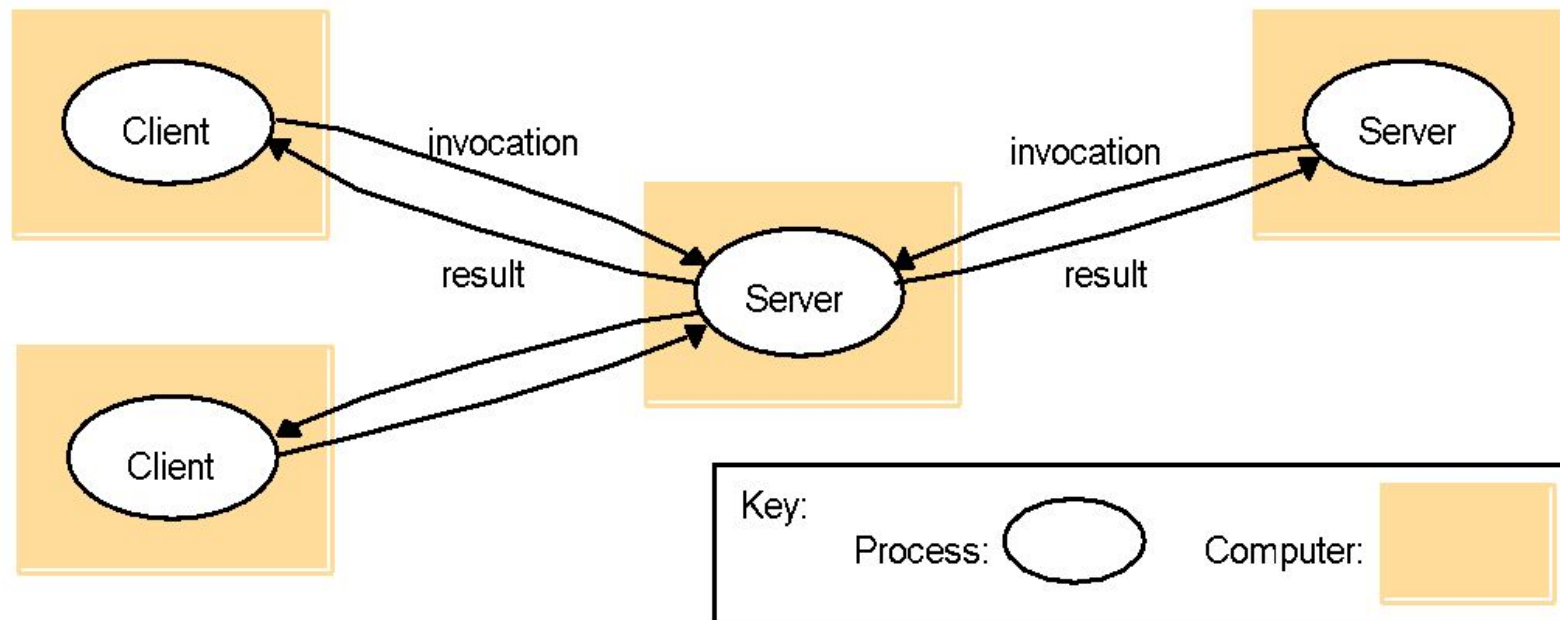 Client
invocation
result
Server
invocation
result
Server
Client
Key:
Process:
Computer: